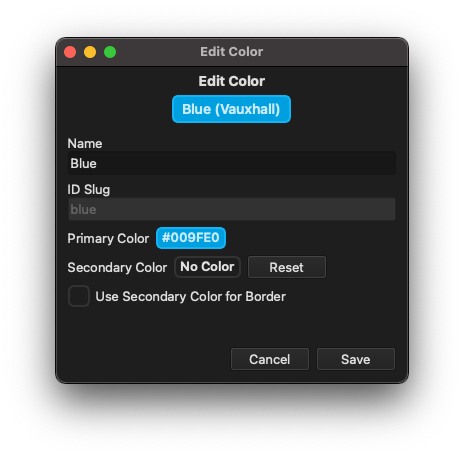 Edit Color
Edit Color
Blue (Vauxhall)
Name
Blue
ID Slug
blue
Primary Color #009FE0
Secondary Color No Color Reset
Use Secondary Color for Border
Cancel Save